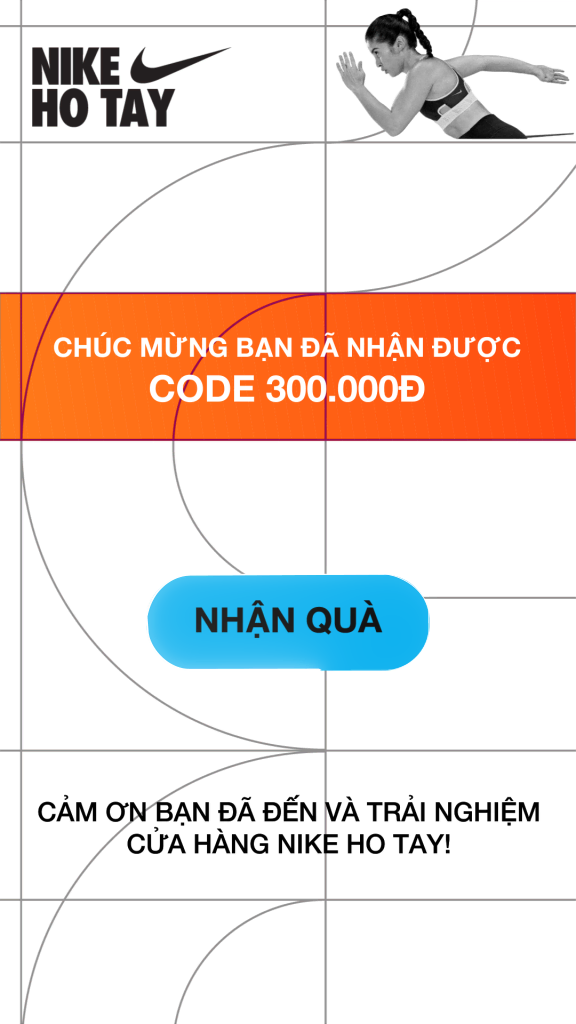 NIKE
HO TAY
CHÚC MỪNG BẠN ĐÃ NHẬN ĐƯỢC
CODE 300.000Đ
NHẬN QUÀ
CẢM ƠN BẠN ĐÃ ĐẾN VÀ TRẢI NGHIỆM
CỬA HÀNG NIKE HO TAY!